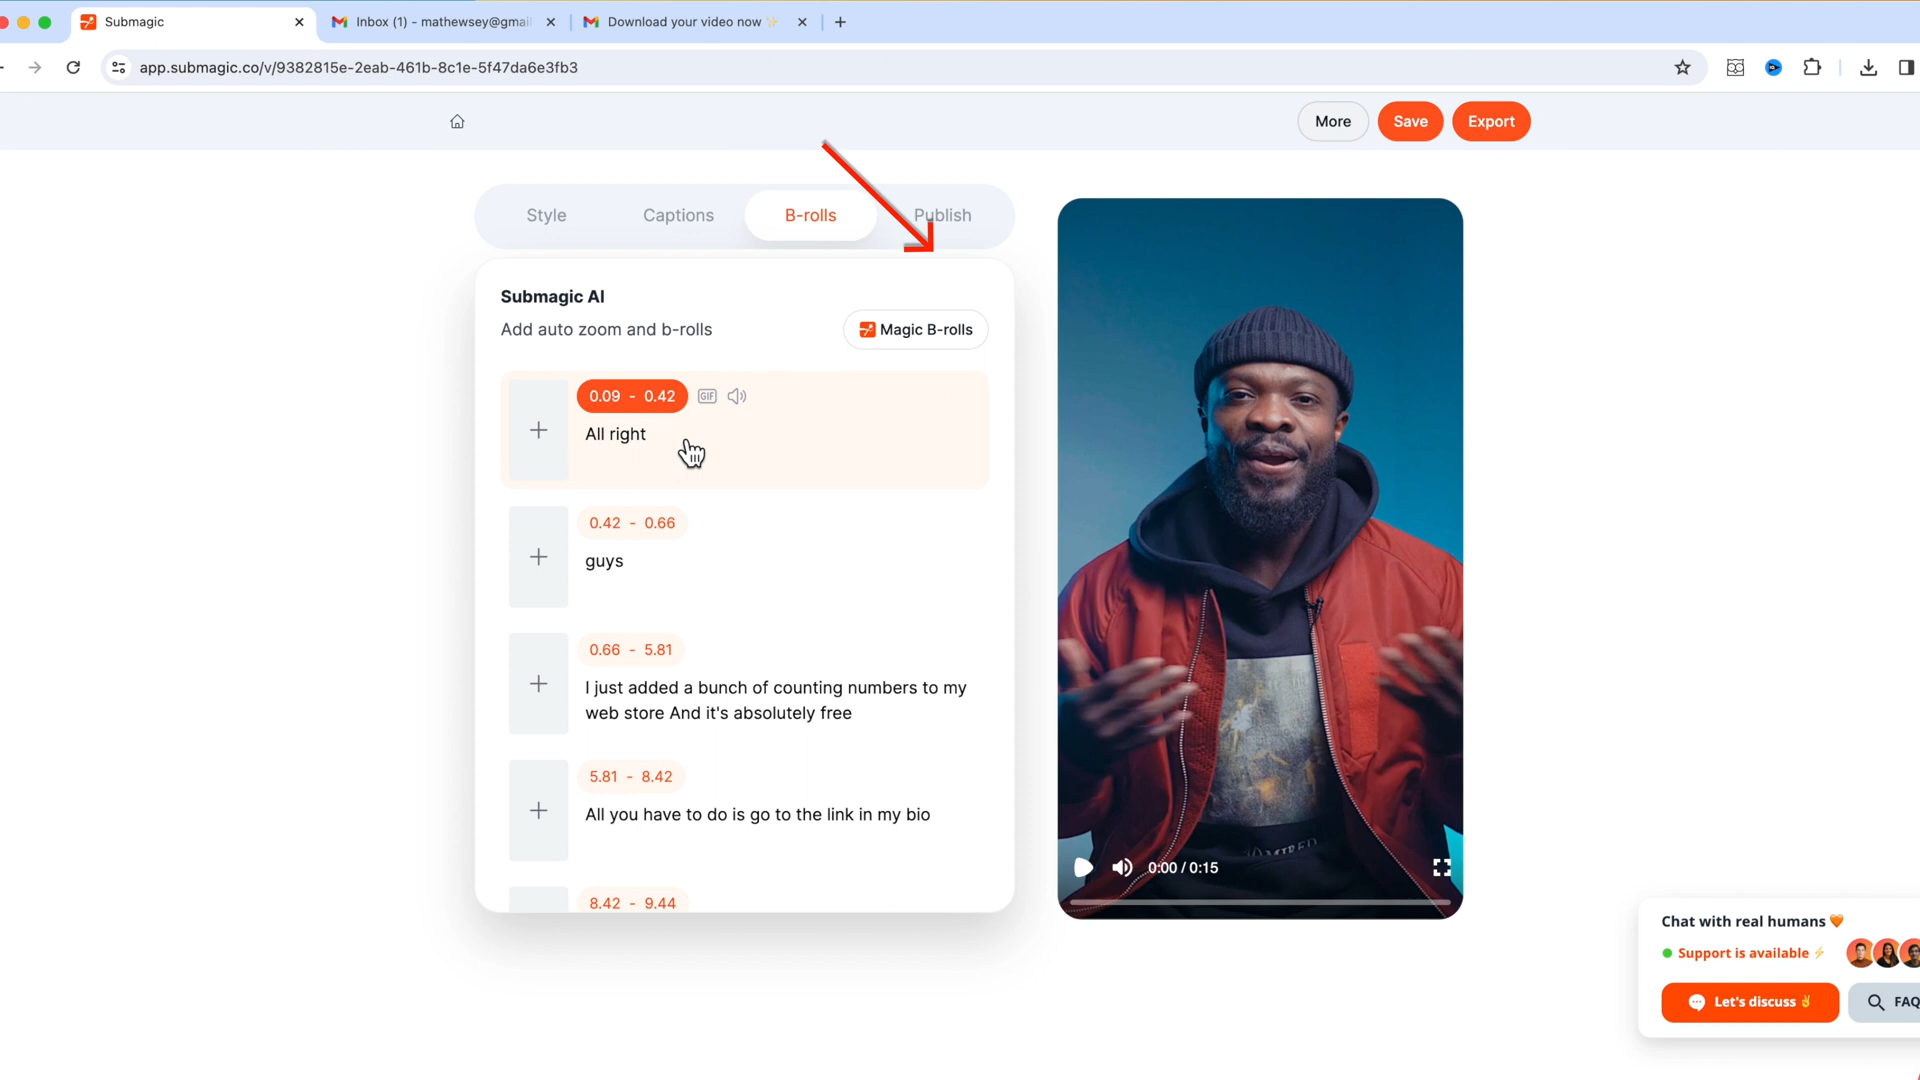 Submagic
Inbox (1) - mathewsey@gmai
Download your video now ✨
app.submagic.co/v/9382815e-2eab-461b-8c1e-5f47da6e3fb3
More
Save
Export
Style
Captions
B-rolls
Publish
Submagic AI
Add auto zoom and b-rolls
Magic B-rolls
0.09 - 0.42
GIF
All right
0.42 - 0.66
guys
0.66 - 5.81
I just added a bunch of counting numbers to my
web store And it's absolutely free
5.81 - 8.42
All you have to do is go to the link in my bio
8.42 - 9.44
0:00 / 0:15
Chat with real humans 🧡
Support is available ⚡
Let's discuss ✌
FAQ